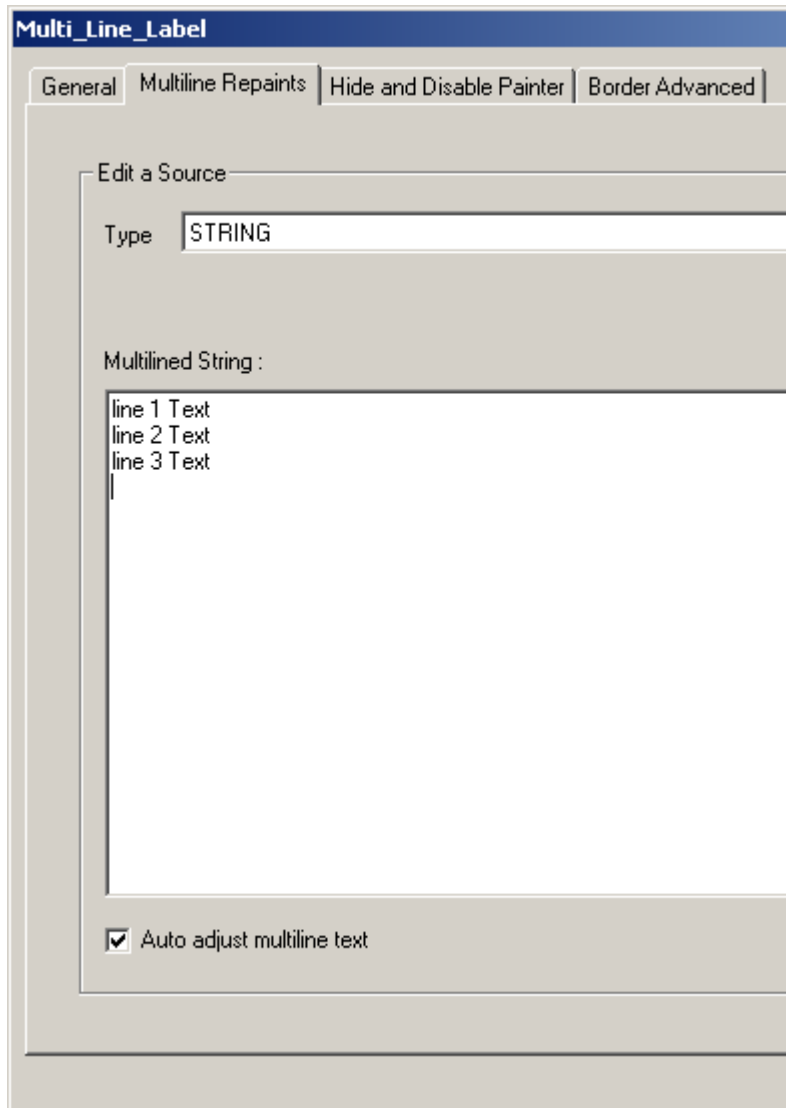 Multi_Line_Label
General Multiline Repaints Hide and Disable Painter Border Advanced
Edit a Source
Type STRING
Multilined String :
line 1 Text
line 2 Text
line 3 Text
Auto adjust multiline text